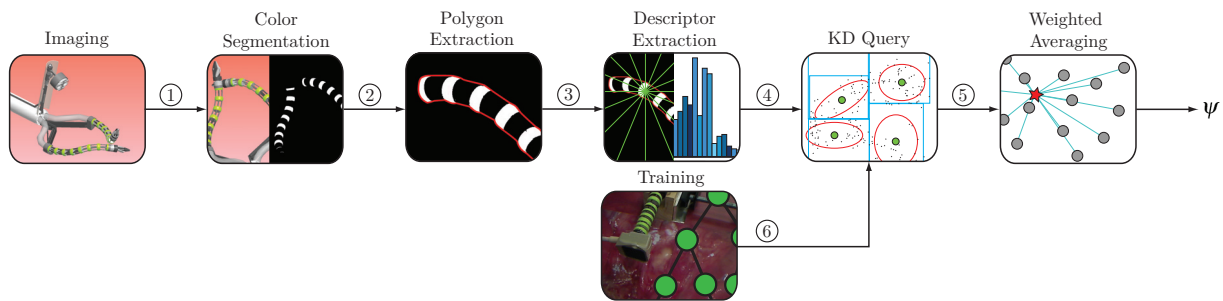 Imaging
Color
Segmentation
Polygon
Extraction
Descriptor
Extraction
KD Query
Weighted
Averaging
1
2
3
4
5
ψ
Training
6